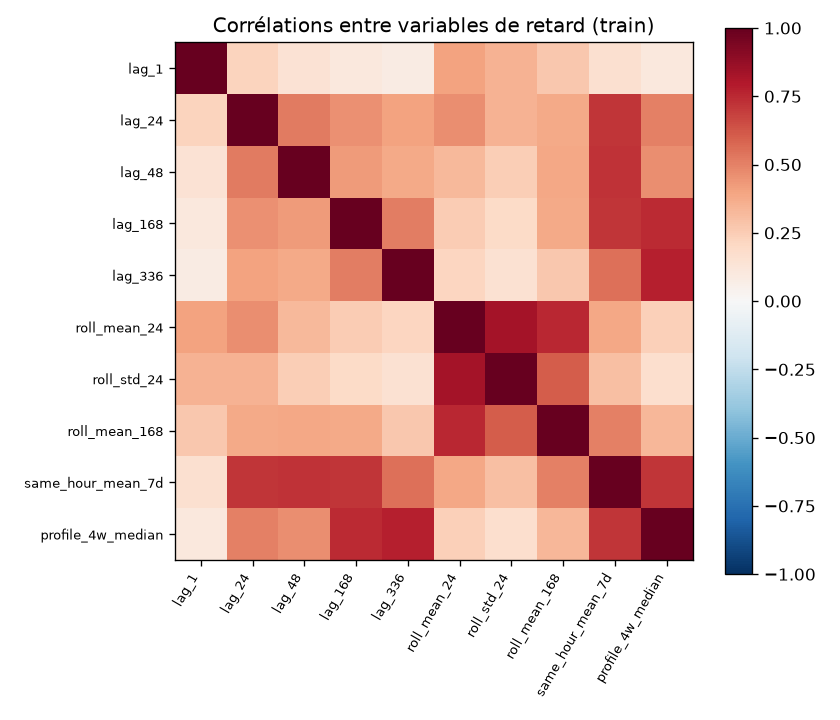 Corrélations entre variables de retard (train)
lag_1
lag_24
lag_48
lag_168
lag_336
roll_mean_24
roll_std_24
roll_mean_168
same_hour_mean_7d
profile_4w_median
lag_1
lag_24
lag_48
lag_168
lag_336
roll_mean_24
roll_std_24
roll_mean_168
same_hour_mean_7d
profile_4w_median
1.00
0.75
0.50
0.25
0.00
−0.25
−0.50
−0.75
−1.00